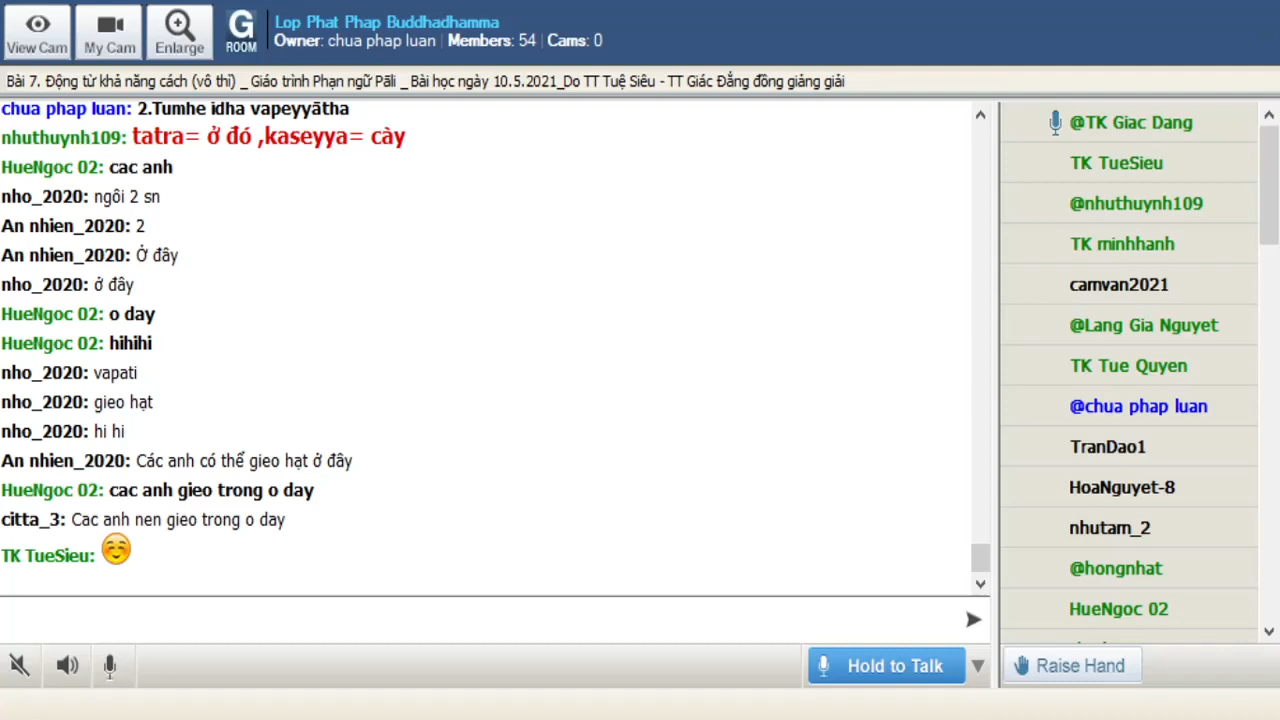 View Cam
My Cam
Enlarge
G
ROOM
Lop Phat Phap Buddhadhamma
Owner: chua phap luan | Members: 54 | Cams: 0
Bài 7. Động từ khả năng cách (vô thì) _ Giáo trình Phạn ngữ Pāli _ Bài học ngày 10.5.2021_Do TT Tuệ Siêu - TT Giác Đẳng đồng giảng giải
chua phap luan: 2.Tumhe idha vapeyyātha
nhuthuynh109: tatra= ở đó ,kaseyya= cày
HueNgoc 02: cac anh
nho_2020: ngôi 2 sn
An nhien_2020: 2
An nhien_2020: Ở đây
nho_2020: ở đây
HueNgoc 02: o day
HueNgoc 02: hihihi
nho_2020: vapati
nho_2020: gieo hạt
nho_2020: hi hi
An nhien_2020: Các anh có thể gieo hạt ở đây
HueNgoc 02: cac anh gieo trong o day
citta_3: Cac anh nen gieo trong o day
TK TueSieu:
@TK Giac Dang
TK TueSieu
@nhuthuynh109
TK minhhanh
camvan2021
@Lang Gia Nguyet
TK Tue Quyen
@chua phap luan
TranDao1
HoaNguyet-8
nhutam_2
@hongnhat
HueNgoc 02
Hold to Talk
Raise Hand